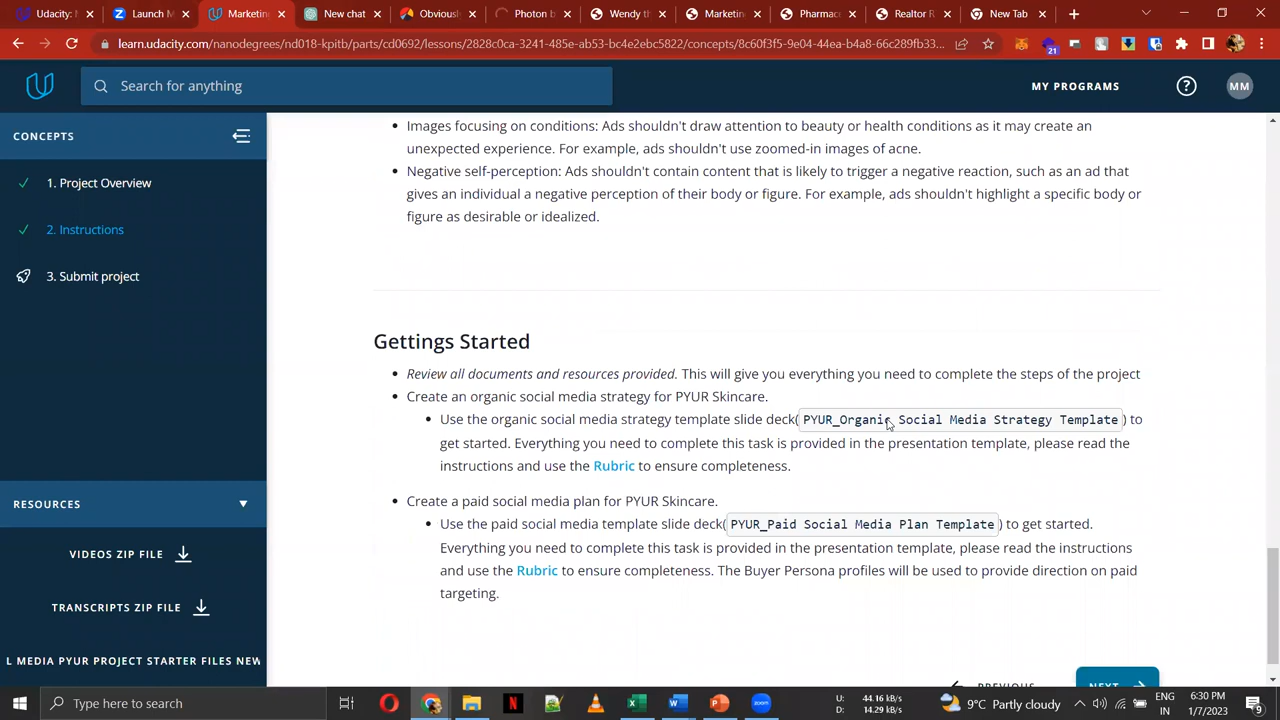 Udacity:
Launch M
Marketing
New chat
Obviously
Photon b
Wendy th
Marketin
Pharmac
Realtor R
New Tab
learn.udacity.com/nanodegrees/nd018-kpitb/parts/cd0692/lessons/2828c0ca-3241-485e-ab53-bc4e2ebc5822/concepts/8c60f3f5-9e04-44ea-b4a8-66c289fb33...
21
Search for anything
MY PROGRAMS
?
MM
CONCEPTS
1. Project Overview
2. Instructions
3. Submit project
RESOURCES
VIDEOS ZIP FILE
TRANSCRIPTS ZIP FILE
L MEDIA PYUR PROJECT STARTER FILES NEW
Images focusing on conditions: Ads shouldn't draw attention to beauty or health conditions as it may create an
unexpected experience. For example, ads shouldn't use zoomed-in images of acne.
Negative self-perception: Ads shouldn't contain content that is likely to trigger a negative reaction, such as an ad that
gives an individual a negative perception of their body or figure. For example, ads shouldn't highlight a specific body or
figure as desirable or idealized.
Gettings Started
Review all documents and resources provided. This will give you everything you need to complete the steps of the project
Create an organic social media strategy for PYUR Skincare.
Use the organic social media strategy template slide deck( PYUR_Organic Social Media Strategy Template ) to
get started. Everything you need to complete this task is provided in the presentation template, please read the
instructions and use the Rubric to ensure completeness.
Create a paid social media plan for PYUR Skincare.
Use the paid social media template slide deck( PYUR_Paid Social Media Plan Template ) to get started.
Everything you need to complete this task is provided in the presentation template, please read the instructions
and use the Rubric to ensure completeness. The Buyer Persona profiles will be used to provide direction on paid
targeting.
PREVIOUS
NEXT
Type here to search
U: 44.16 kB/s
D: 14.29 kB/s
9°C Partly cloudy
ENG
IN
6:30 PM
1/7/2023
9